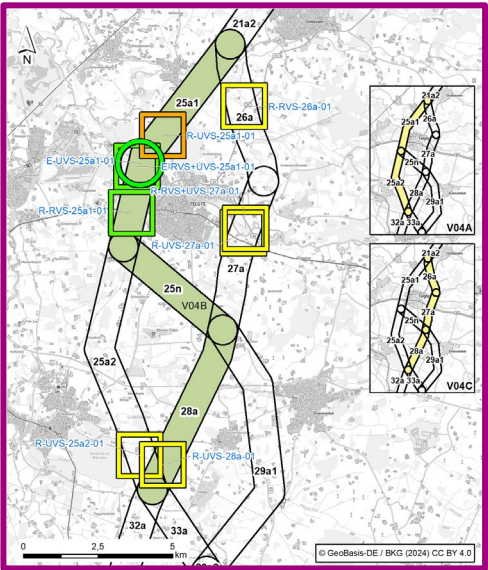 21a2
N
25a1
26a
R-RVS-26a-01
R-UVS-25a1-01
E-UVS-25a1-01
E-RVS+UVS-25a1-01
R-RVS+UVS-27a-01
R-RVS-25a1-01
TELGTE
R-UVS-27a-01
27a
25n
V04B
25a2
28a
R-UVS-25a2-01
R-UVS-28a-01
29a1
32a
33a
0 2,5 5
km
© GeoBasis-DE / BKG (2024) CC BY 4.0
21a2
25a1
26a
27a
25n
25a2
28a
29a1
32a 33a
V04A
21a2
25a1
26a
27a
25n
25a2
28a
29a1
32a 33a
V04C